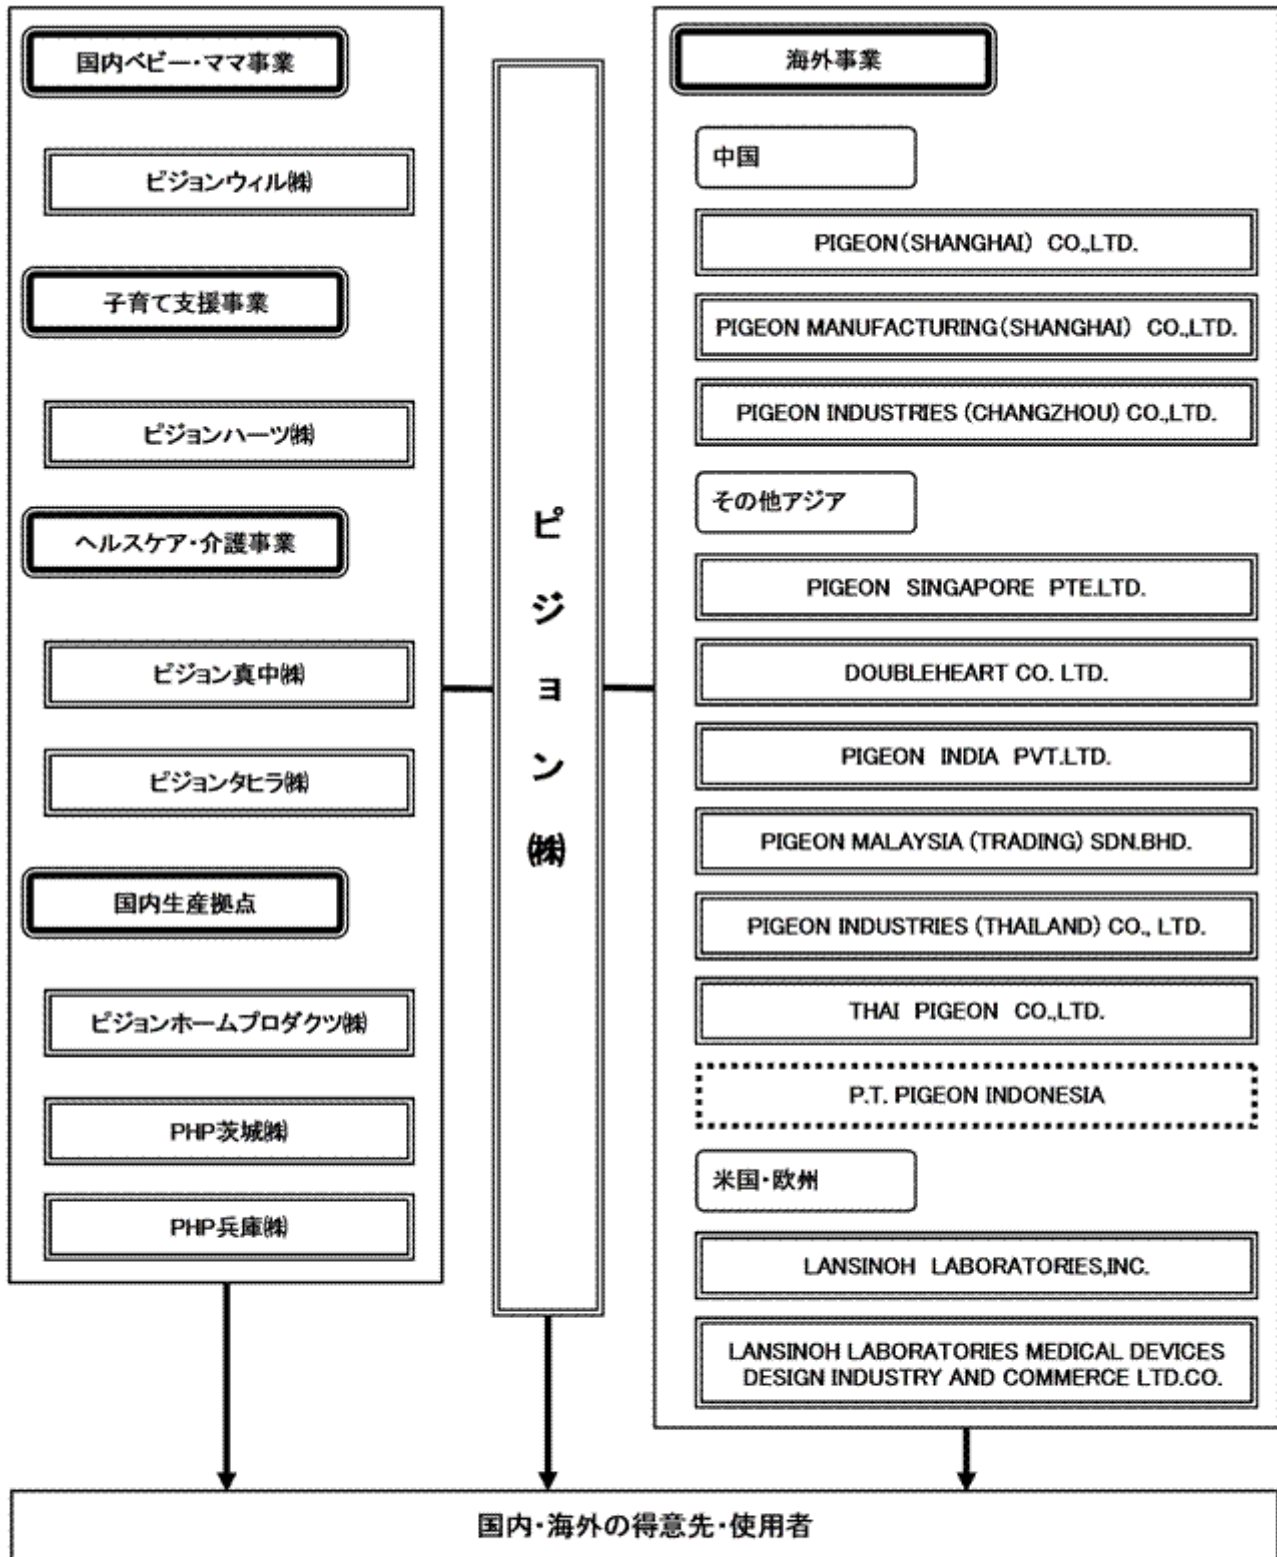 国内ベビー・ママ事業
ピジョンウィル㈱
子育て支援事業
ピジョンハーツ㈱
ヘルスケア・介護事業
ピジョン真中㈱
ピジョンタヒラ㈱
国内生産拠点
ピジョンホームプロダクツ㈱
PHP茨城㈱
PHP兵庫㈱
ピジョン㈱
海外事業
中国
PIGEON(SHANGHAI) CO.,LTD.
PIGEON MANUFACTURING(SHANGHAI) CO.,LTD.
PIGEON INDUSTRIES (CHANGZHOU) CO.,LTD.
その他アジア
PIGEON SINGAPORE PTE.LTD.
DOUBLEHEART CO. LTD.
PIGEON INDIA PVT.LTD.
PIGEON MALAYSIA (TRADING) SDN.BHD.
PIGEON INDUSTRIES (THAILAND) CO., LTD.
THAI PIGEON CO.,LTD.
P.T. PIGEON INDONESIA
米国・欧州
LANSINOH LABORATORIES,INC.
LANSINOH LABORATORIES MEDICAL DEVICES
DESIGN INDUSTRY AND COMMERCE LTD.CO.
国内・海外の得意先・使用者